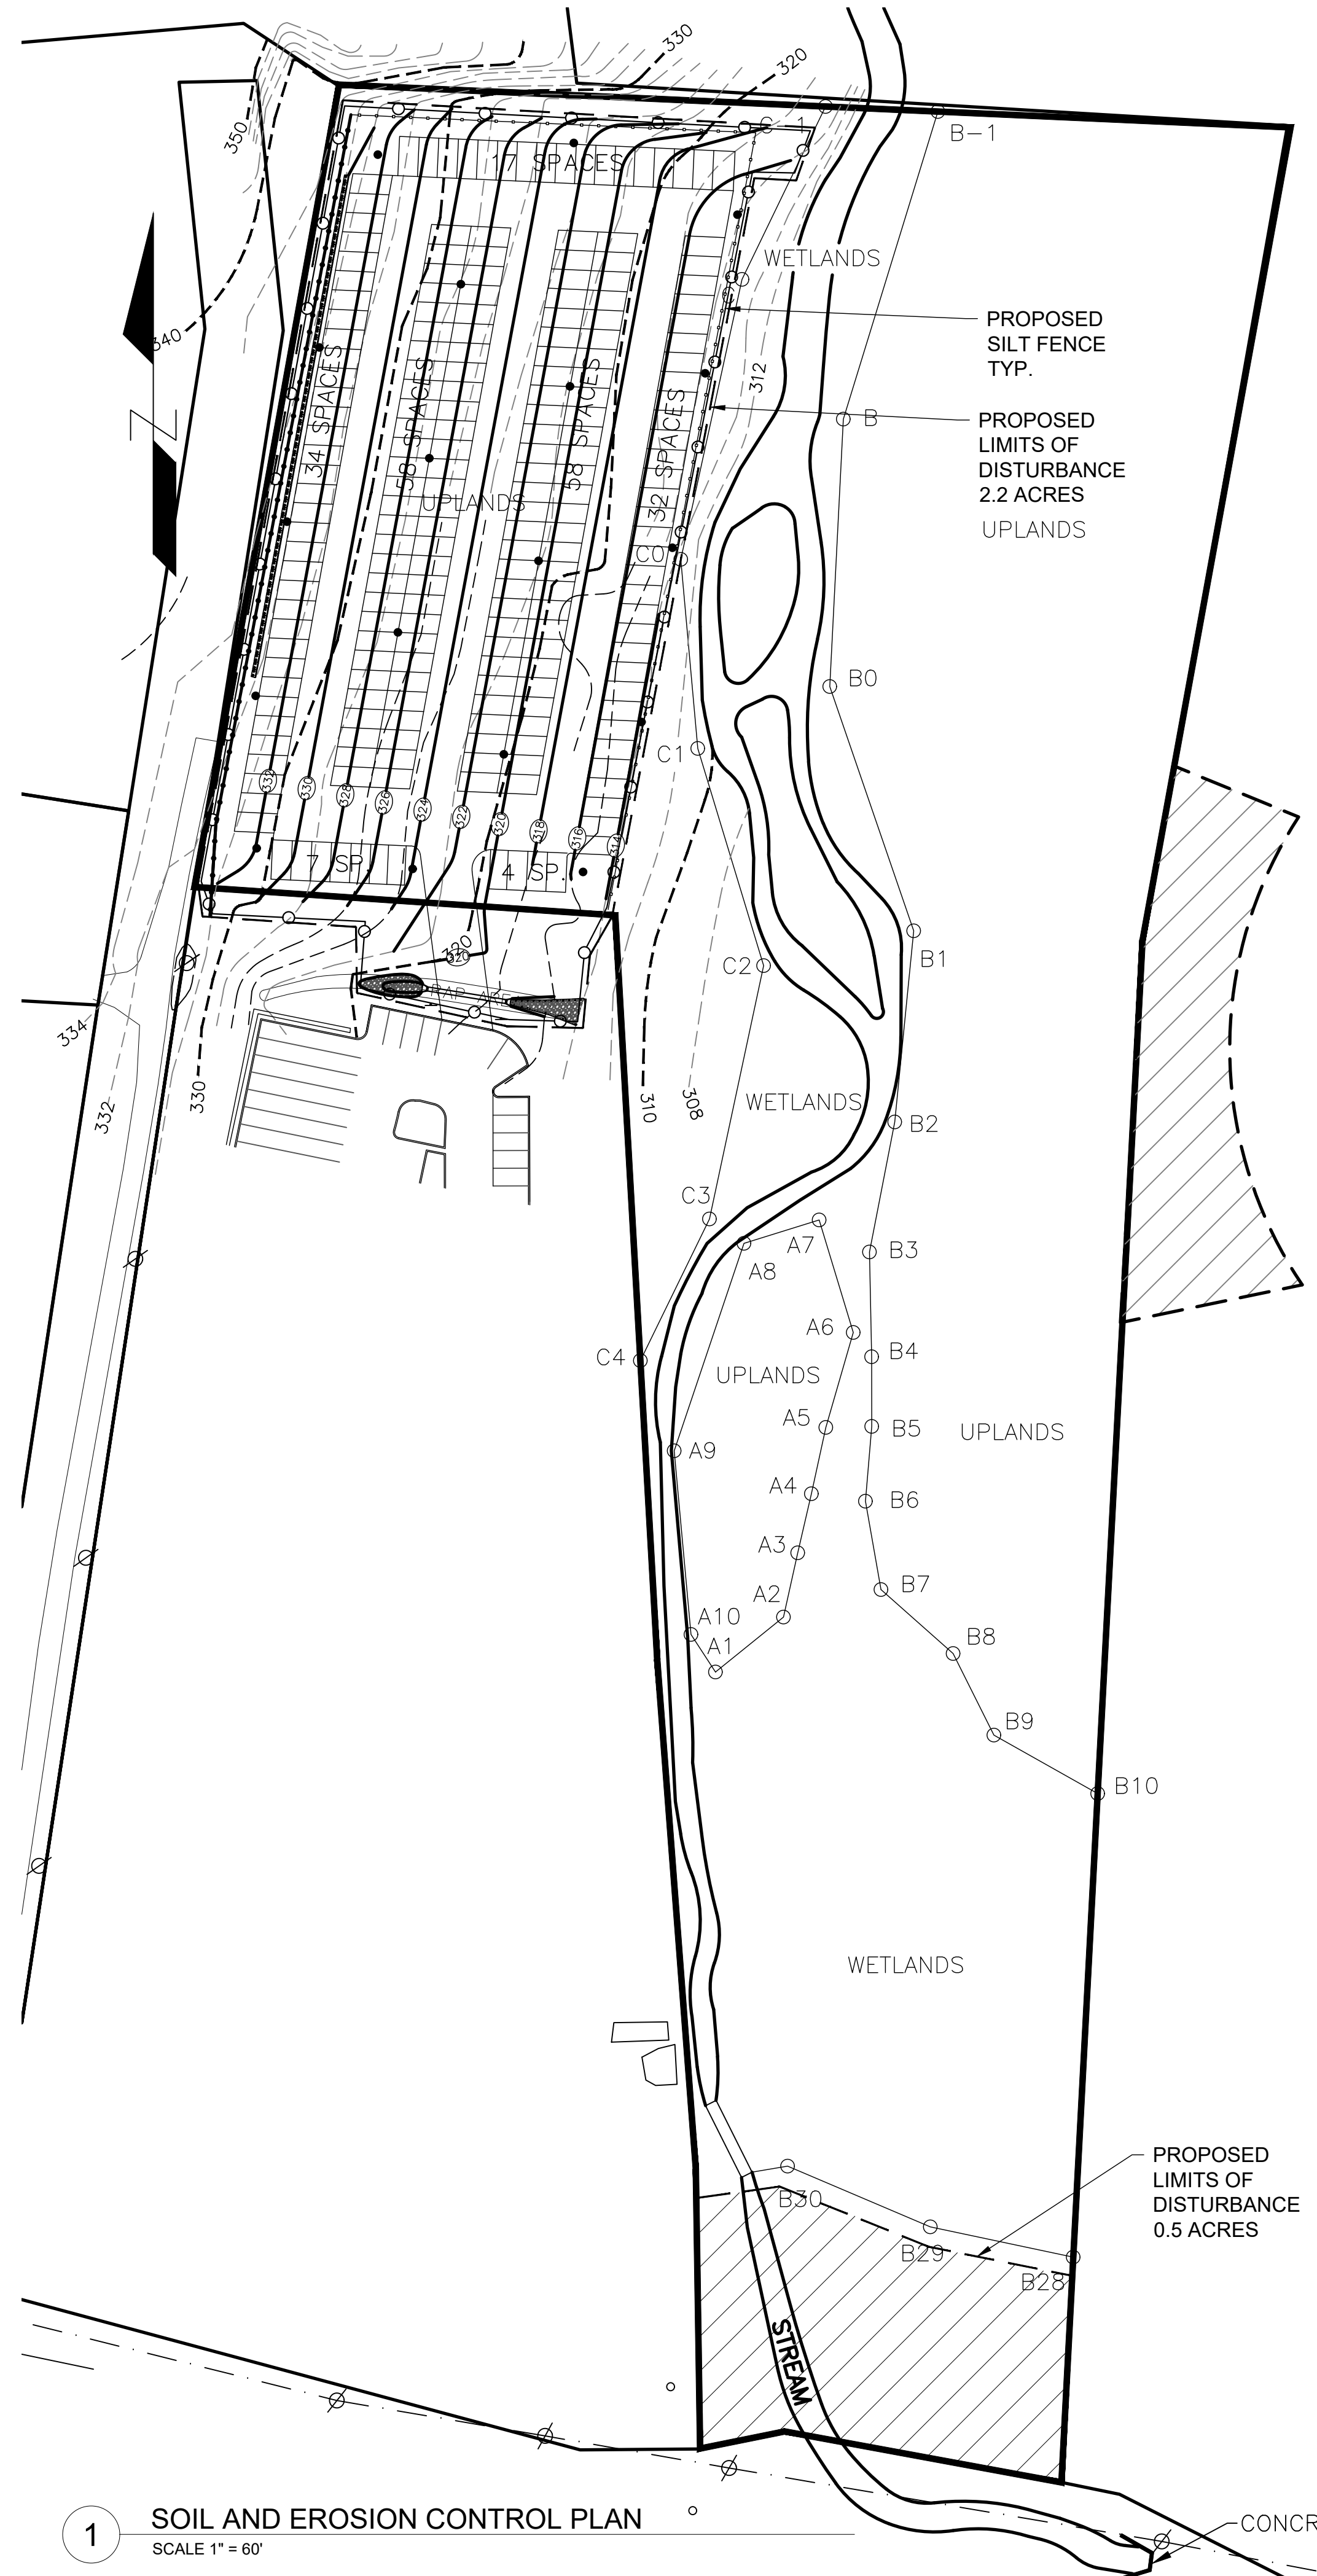 330
320
350
C-1
B-1
17 SPACES
WETLANDS
340
PROPOSED
SILT FENCE
TYP.
312
34 SPACES
58 SPACES
58 SPACES
32 SPACES
B
PROPOSED
LIMITS OF
DISTURBANCE
2.2 ACRES
N
UPLANDS
UPLANDS
C0
B0
C1
332
330
328
326
324
322
320
318
316
314
7 SP.
4 SP.
320
320
B1
C2
334
332
330
310
308
WETLANDS
B2
C3
A7
A8
B3
A6
B4
C4
UPLANDS
A5
B5
UPLANDS
A9
A4
B6
A3
B7
A2
A10
A1
B8
B9
B10
WETLANDS
PROPOSED
LIMITS OF
DISTURBANCE
0.5 ACRES
B30
B29
B28
STREAM
1
SOIL AND EROSION CONTROL PLAN
SCALE 1" = 60'
CONCR